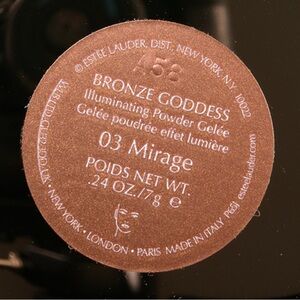 © ESTEE LAUDER, DIST., NEW YORK, N.Y. 10022
A58
BRONZE GODDESS
Illuminating Powder Gelée
Gelée poudrée effet lumière
03 Mirage
POIDS NET WT.
.24 OZ./7g ℮
NEW YORK • LONDON • PARIS MADE IN ITALY
esteelauder.com